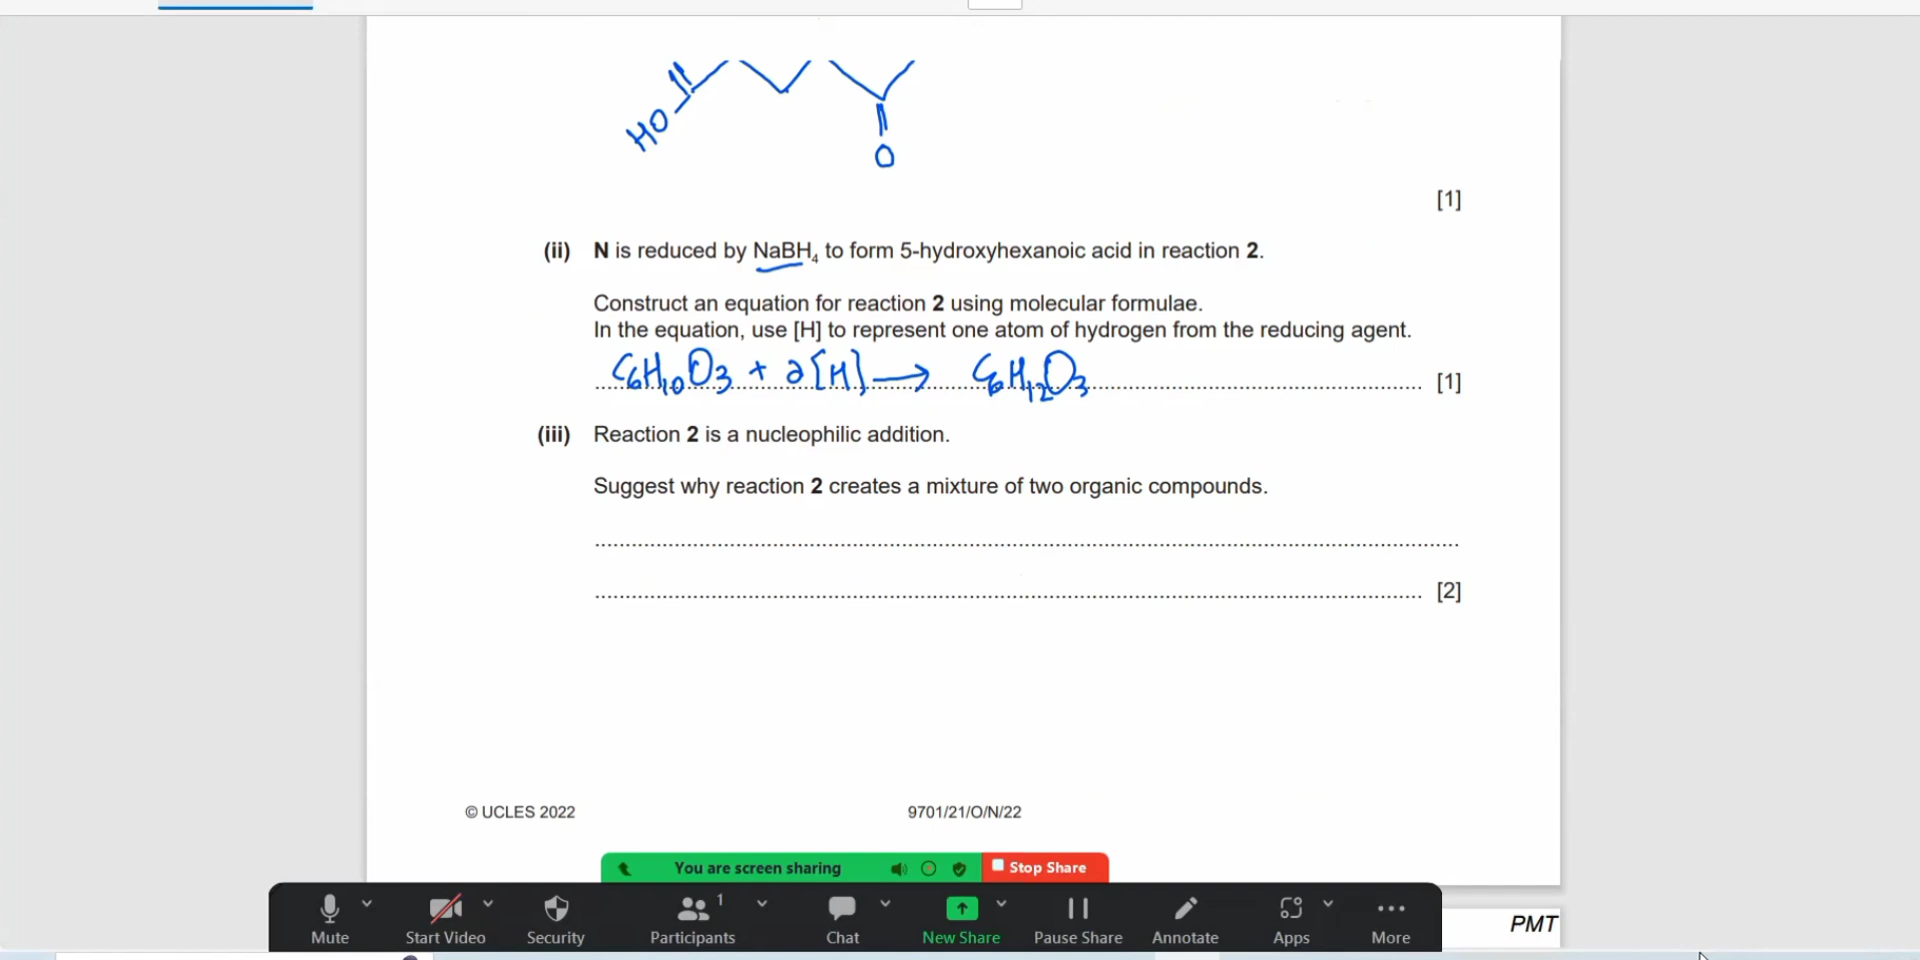 HO
O
[1]
(ii) N is reduced by NaBH₄ to form 5-hydroxyhexanoic acid in reaction 2.
Construct an equation for reaction 2 using molecular formulae.
In the equation, use [H] to represent one atom of hydrogen from the reducing agent.
C₆H₁₀O₃ + 2[H] → C₆H₁₂O₃ [1]
(iii) Reaction 2 is a nucleophilic addition.
Suggest why reaction 2 creates a mixture of two organic compounds.
[2]
© UCLES 2022 9701/21/O/N/22
You are screen sharing Stop Share
1
Mute Start Video Security Participants Chat New Share Pause Share Annotate Apps More
PMT